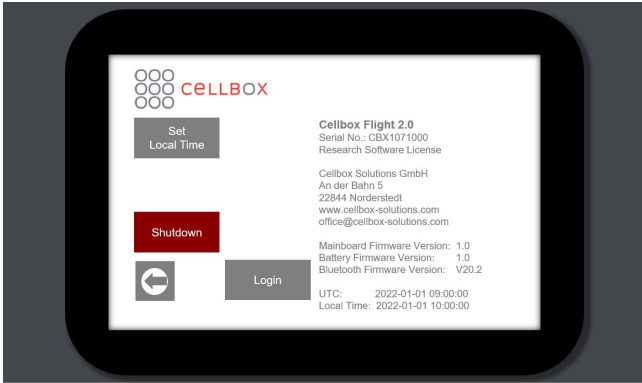 cellbox
Set
Local Time
Shutdown
Login
Cellbox Flight 2.0
Serial No.: CBX1071000
Research Software License
Cellbox Solutions GmbH
An der Bahn 5
22844 Norderstedt
www.cellbox-solutions.com
office@cellbox-solutions.com
Mainboard Firmware Version: 1.0
Battery Firmware Version: 1.0
Bluetooth Firmware Version: V20.2
UTC: 2022-01-01 09:00:00
Local Time: 2022-01-01 10:00:00